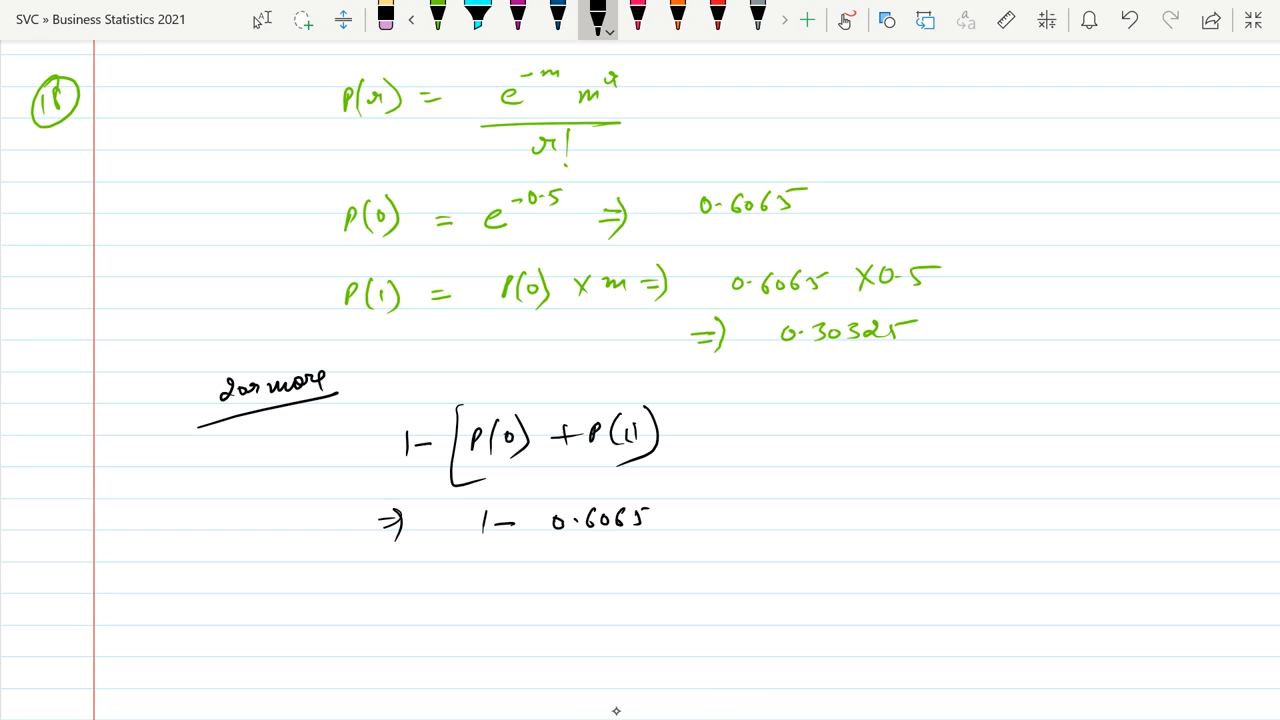 SVC » Business Statistics 2021
18
P(r) = e^-m m^r / r!
P(0) = e^-0.5 ⇒ 0.6065
P(1) = P(0) × m ⇒ 0.6065 × 0.5
⇒ 0.30325
2 or more
1 - [P(0) + P(1)
⇒ 1 - 0.6065